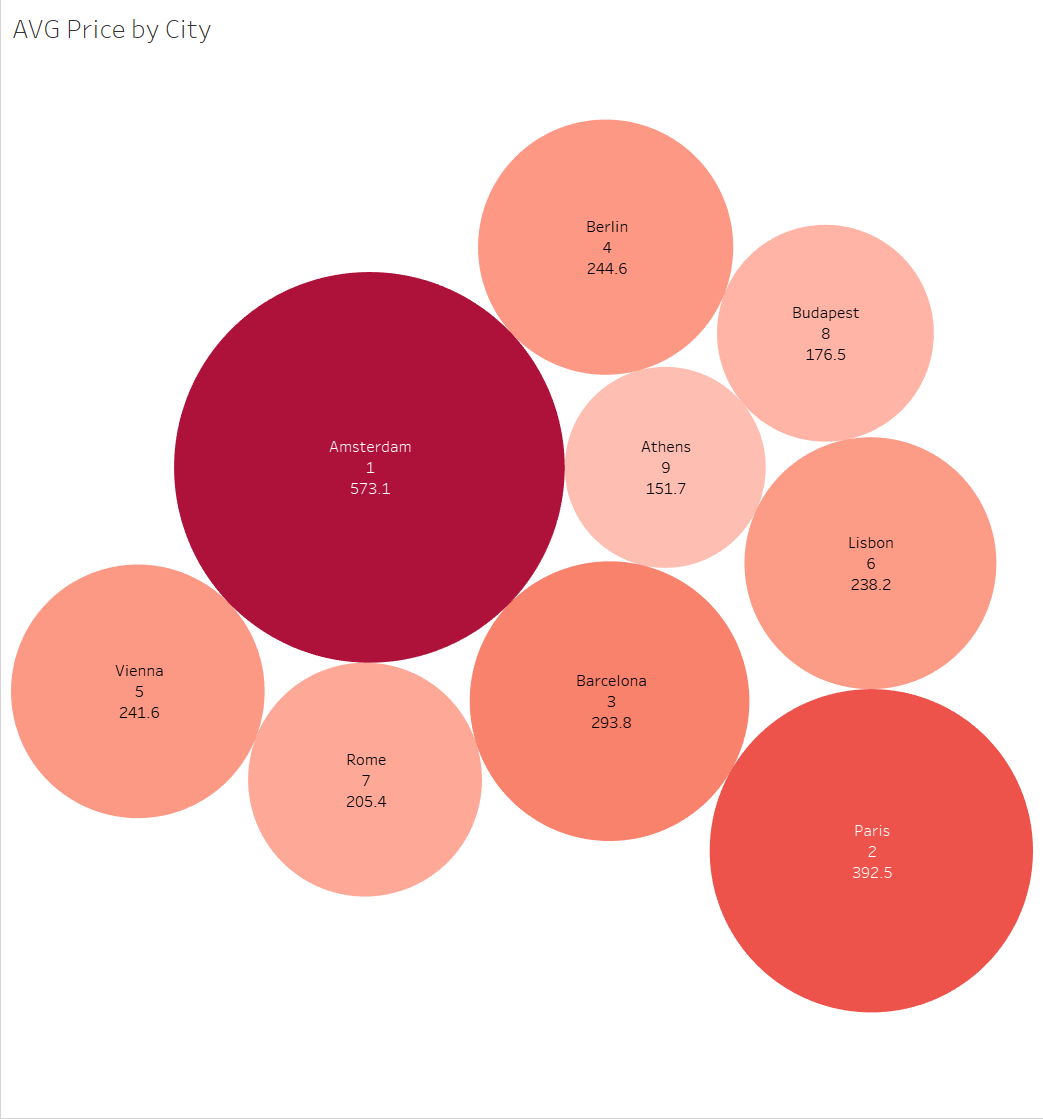 AVG Price by City
Berlin
4
244.6
Budapest
8
176.5
Amsterdam
1
573.1
Athens
9
151.7
Lisbon
6
238.2
Vienna
5
241.6
Barcelona
3
293.8
Rome
7
205.4
Paris
2
392.5